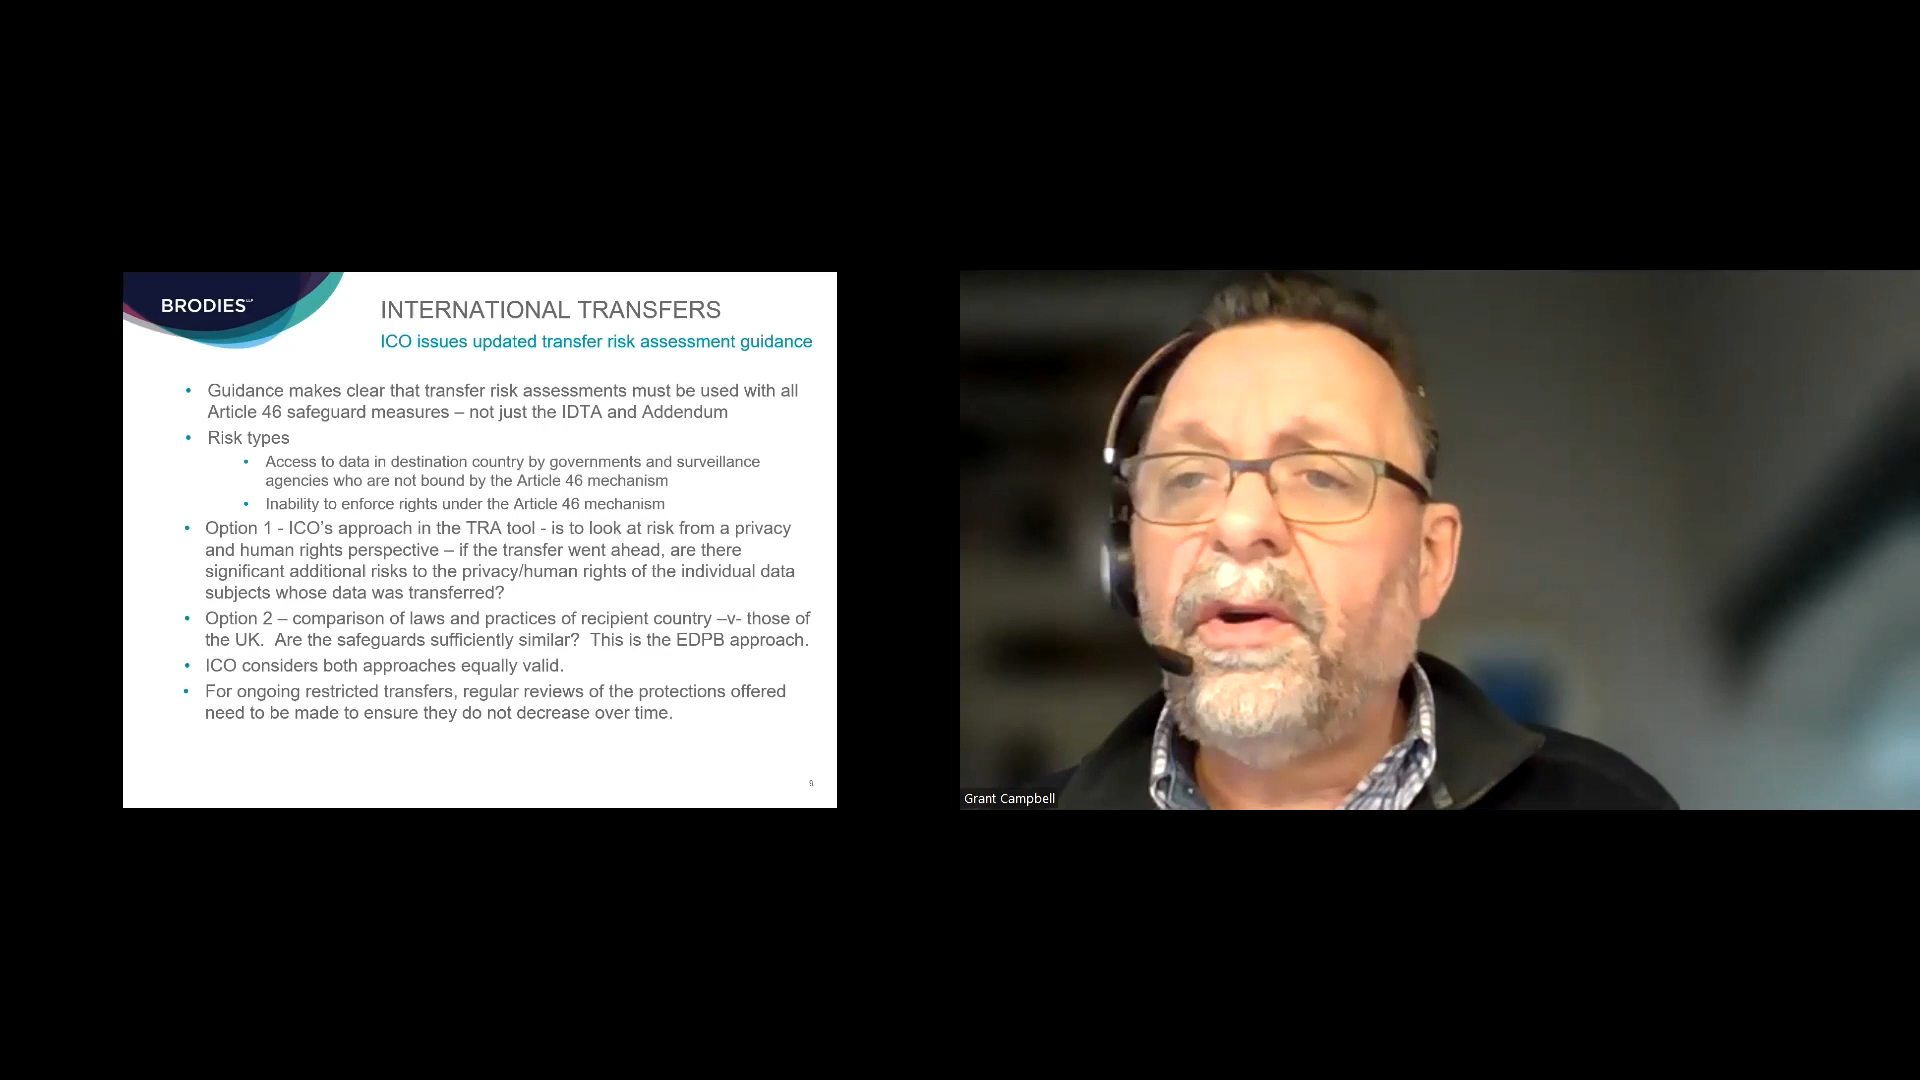 BRODIES LLP
INTERNATIONAL TRANSFERS
ICO issues updated transfer risk assessment guidance
• Guidance makes clear that transfer risk assessments must be used with all
Article 46 safeguard measures – not just the IDTA and Addendum
• Risk types
• Access to data in destination country by governments and surveillance
agencies who are not bound by the Article 46 mechanism
• Inability to enforce rights under the Article 46 mechanism
• Option 1 - ICO’s approach in the TRA tool - is to look at risk from a privacy
and human rights perspective – if the transfer went ahead, are there
significant additional risks to the privacy/human rights of the individual data
subjects whose data was transferred?
• Option 2 – comparison of laws and practices of recipient country –v- those of
the UK.  Are the safeguards sufficiently similar?  This is the EDPB approach.
• ICO considers both approaches equally valid.
• For ongoing restricted transfers, regular reviews of the protections offered
need to be made to ensure they do not decrease over time.
9
Grant Campbell